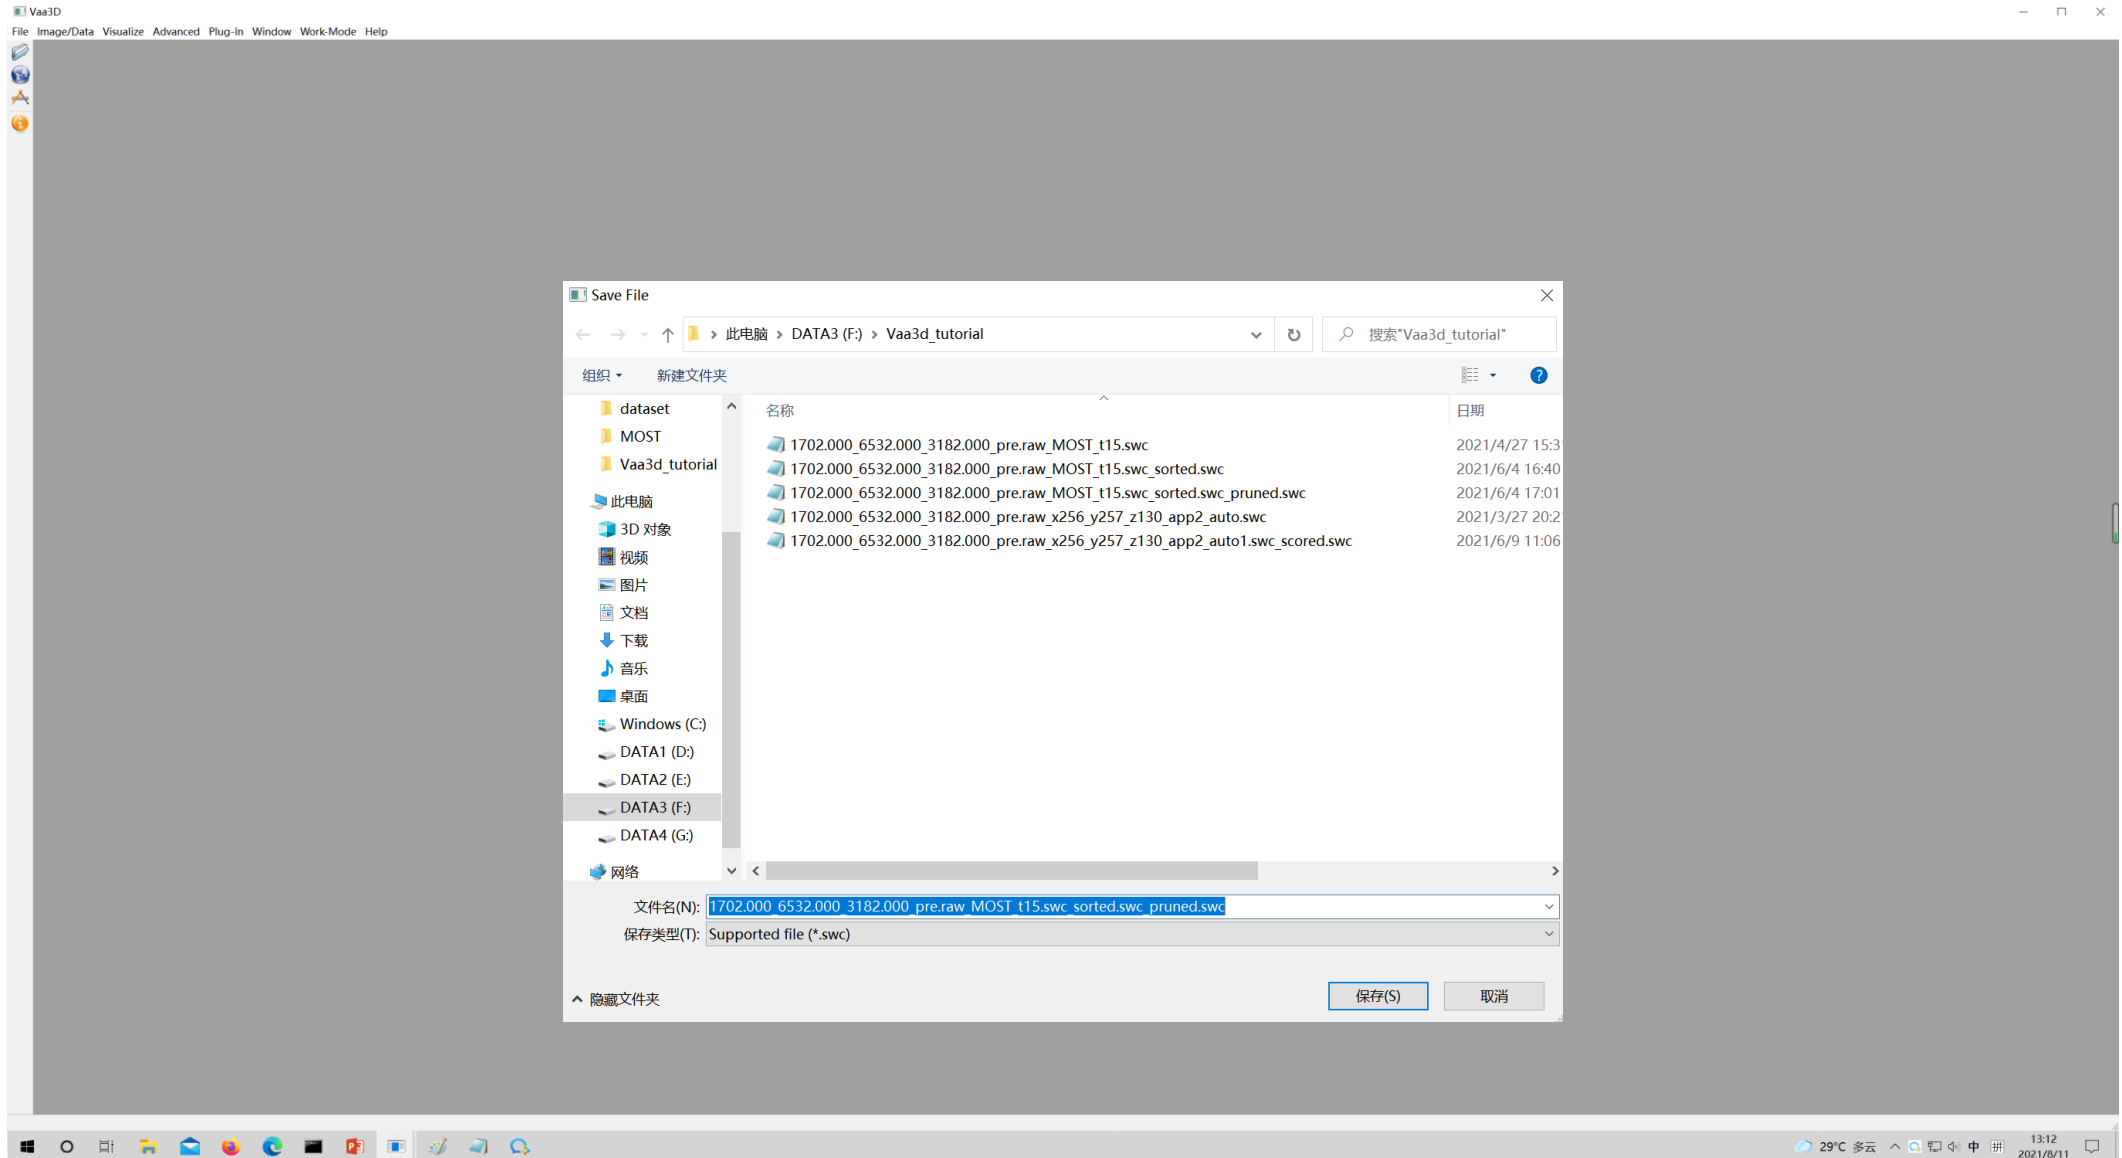 Vaa3D
File Image/Data Visualize Advanced Plug-In Window Work-Mode Help
Save File
此电脑 DATA3 (F:) Vaa3d_tutorial
搜索"Vaa3d_tutorial"
组织 新建文件夹
dataset
MOST
Vaa3d_tutorial
此电脑
3D 对象
视频
图片
文档
下载
音乐
桌面
Windows (C:)
DATA1 (D:)
DATA2 (E:)
DATA3 (F:)
DATA4 (G:)
网络
名称 日期
1702.000_6532.000_3182.000_pre.raw_MOST_t15.swc 2021/4/27 15:3
1702.000_6532.000_3182.000_pre.raw_MOST_t15.swc_sorted.swc 2021/6/4 16:40
1702.000_6532.000_3182.000_pre.raw_MOST_t15.swc_sorted.swc_pruned.swc 2021/6/4 17:01
1702.000_6532.000_3182.000_pre.raw_x256_y257_z130_app2_auto.swc 2021/3/27 20:2
1702.000_6532.000_3182.000_pre.raw_x256_y257_z130_app2_auto1.swc_scored.swc 2021/6/9 11:06
文件名(N): 1702.000_6532.000_3182.000_pre.raw_MOST_t15.swc_sorted.swc_pruned.swc
保存类型(T): Supported file (*.swc)
隐藏文件夹
保存(S) 取消
29°C 多云 中 拼 13:12
2021/8/11